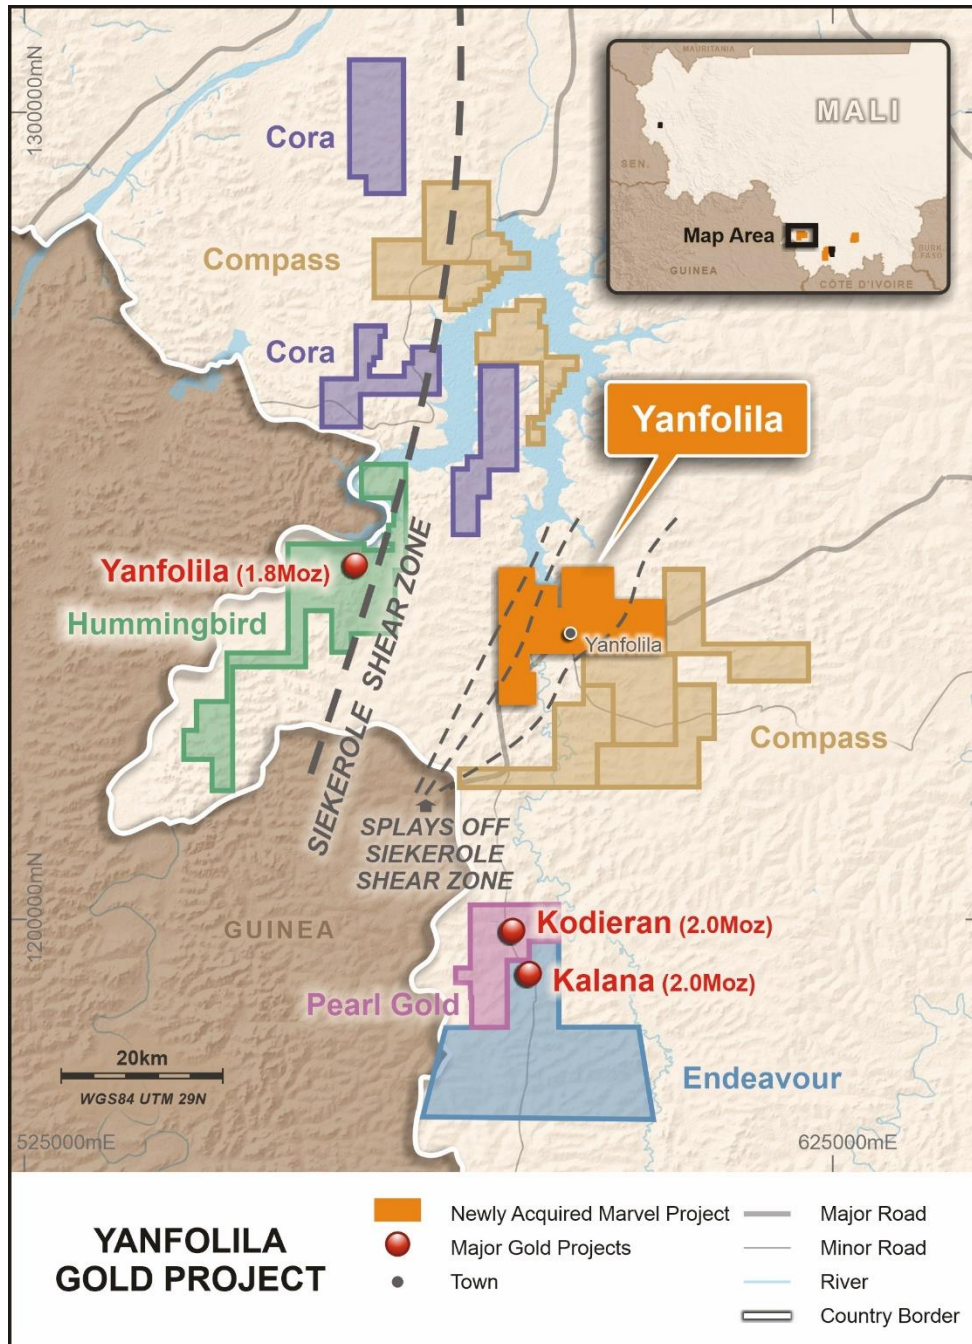 1300000mN
Cora
MAURITANIA
MALI
SEN.
Map Area
GUINEA
BURK.
FASO
CÔTE D'IVOIRE
Compass
Cora
Yanfolila
Yanfolila (1.8Moz)
Hummingbird
SIEKEROLE SHEAR ZONE
Yanfolila
Compass
SPLAYS OFF
SIEKEROLE
SHEAR ZONE
1200000mN
GUINEA
Kodieran (2.0Moz)
Kalana (2.0Moz)
Pearl Gold
Endeavour
20km
WGS84 UTM 29N
525000mE
625000mE
YANFOLILA
GOLD PROJECT
Newly Acquired Marvel Project
Major Gold Projects
Town
Major Road
Minor Road
River
Country Border